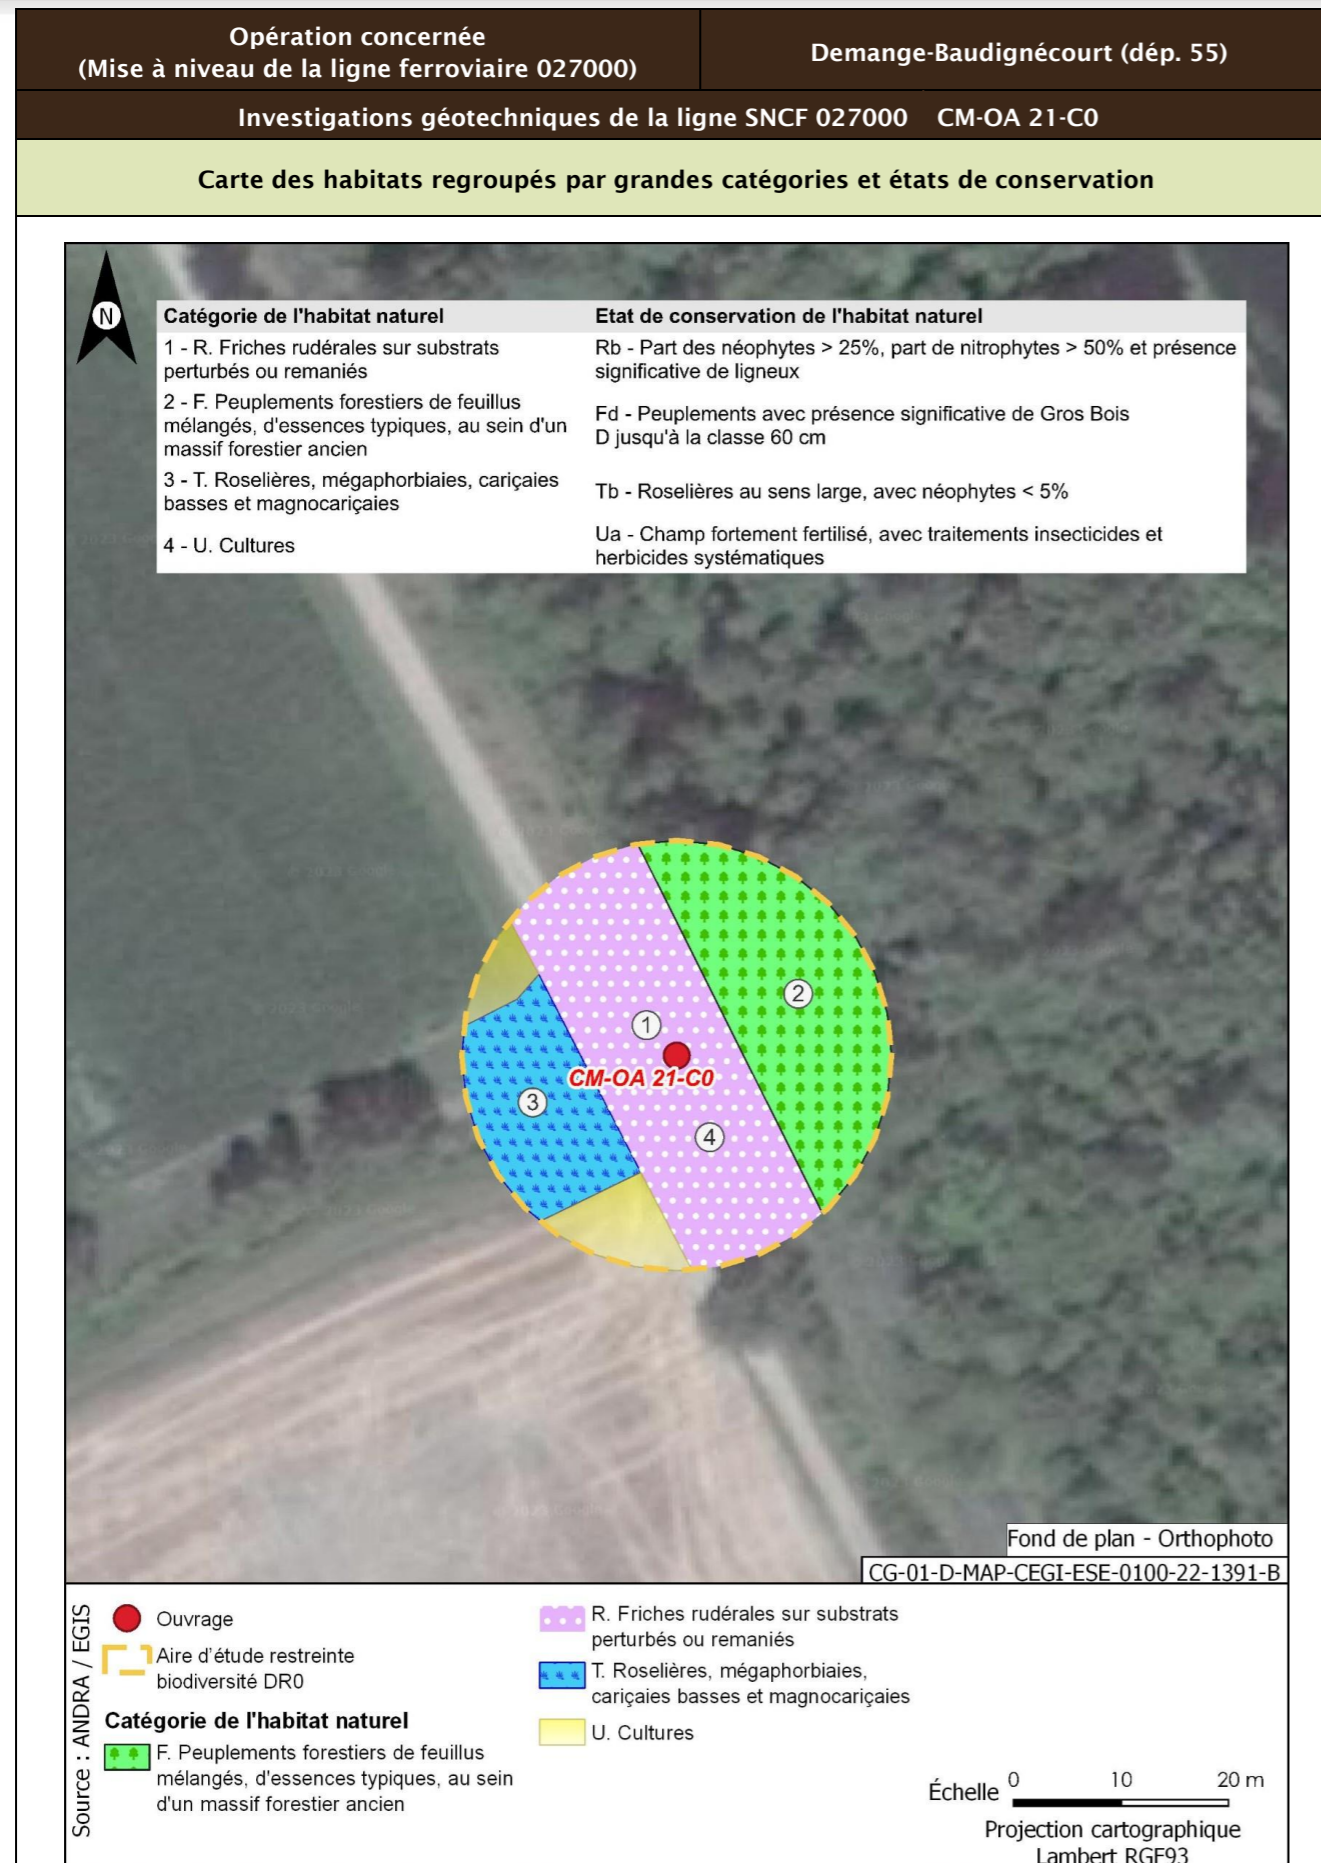 Opération concernée
(Mise à niveau de la ligne ferroviaire 027000)
Demange-Baudignécourt (dép. 55)
Investigations géotechniques de la ligne SNCF 027000 CM-OA 21-C0
Carte des habitats regroupés par grandes catégories et états de conservation
N
Catégorie de l'habitat naturel
Etat de conservation de l'habitat naturel
1 - R. Friches rudérales sur substrats
perturbés ou remaniés
Rb - Part des néophytes > 25%, part de nitrophytes > 50% et présence
significative de ligneux
2 - F. Peuplements forestiers de feuillus
mélangés, d'essences typiques, au sein d'un
massif forestier ancien
Fd - Peuplements avec présence significative de Gros Bois
D jusqu'à la classe 60 cm
3 - T. Roselières, mégaphorbiaies, cariçaies
basses et magnocariçaies
Tb - Roselières au sens large, avec néophytes < 5%
4 - U. Cultures
Ua - Champ fortement fertilisé, avec traitements insecticides et
herbicides systématiques
2
1
CM-OA 21-C0
3
4
Fond de plan - Orthophoto
CG-01-D-MAP-CEGI-ESE-0100-22-1391-B
Source : ANDRA / EGIS
Ouvrage
Aire d'étude restreinte
biodiversité DR0
Catégorie de l'habitat naturel
F. Peuplements forestiers de feuillus
mélangés, d'essences typiques, au sein
d'un massif forestier ancien
R. Friches rudérales sur substrats
perturbés ou remaniés
T. Roselières, mégaphorbiaies,
cariçaies basses et magnocariçaies
U. Cultures
Échelle 0 10 20 m
Projection cartographique
Lambert RGF93